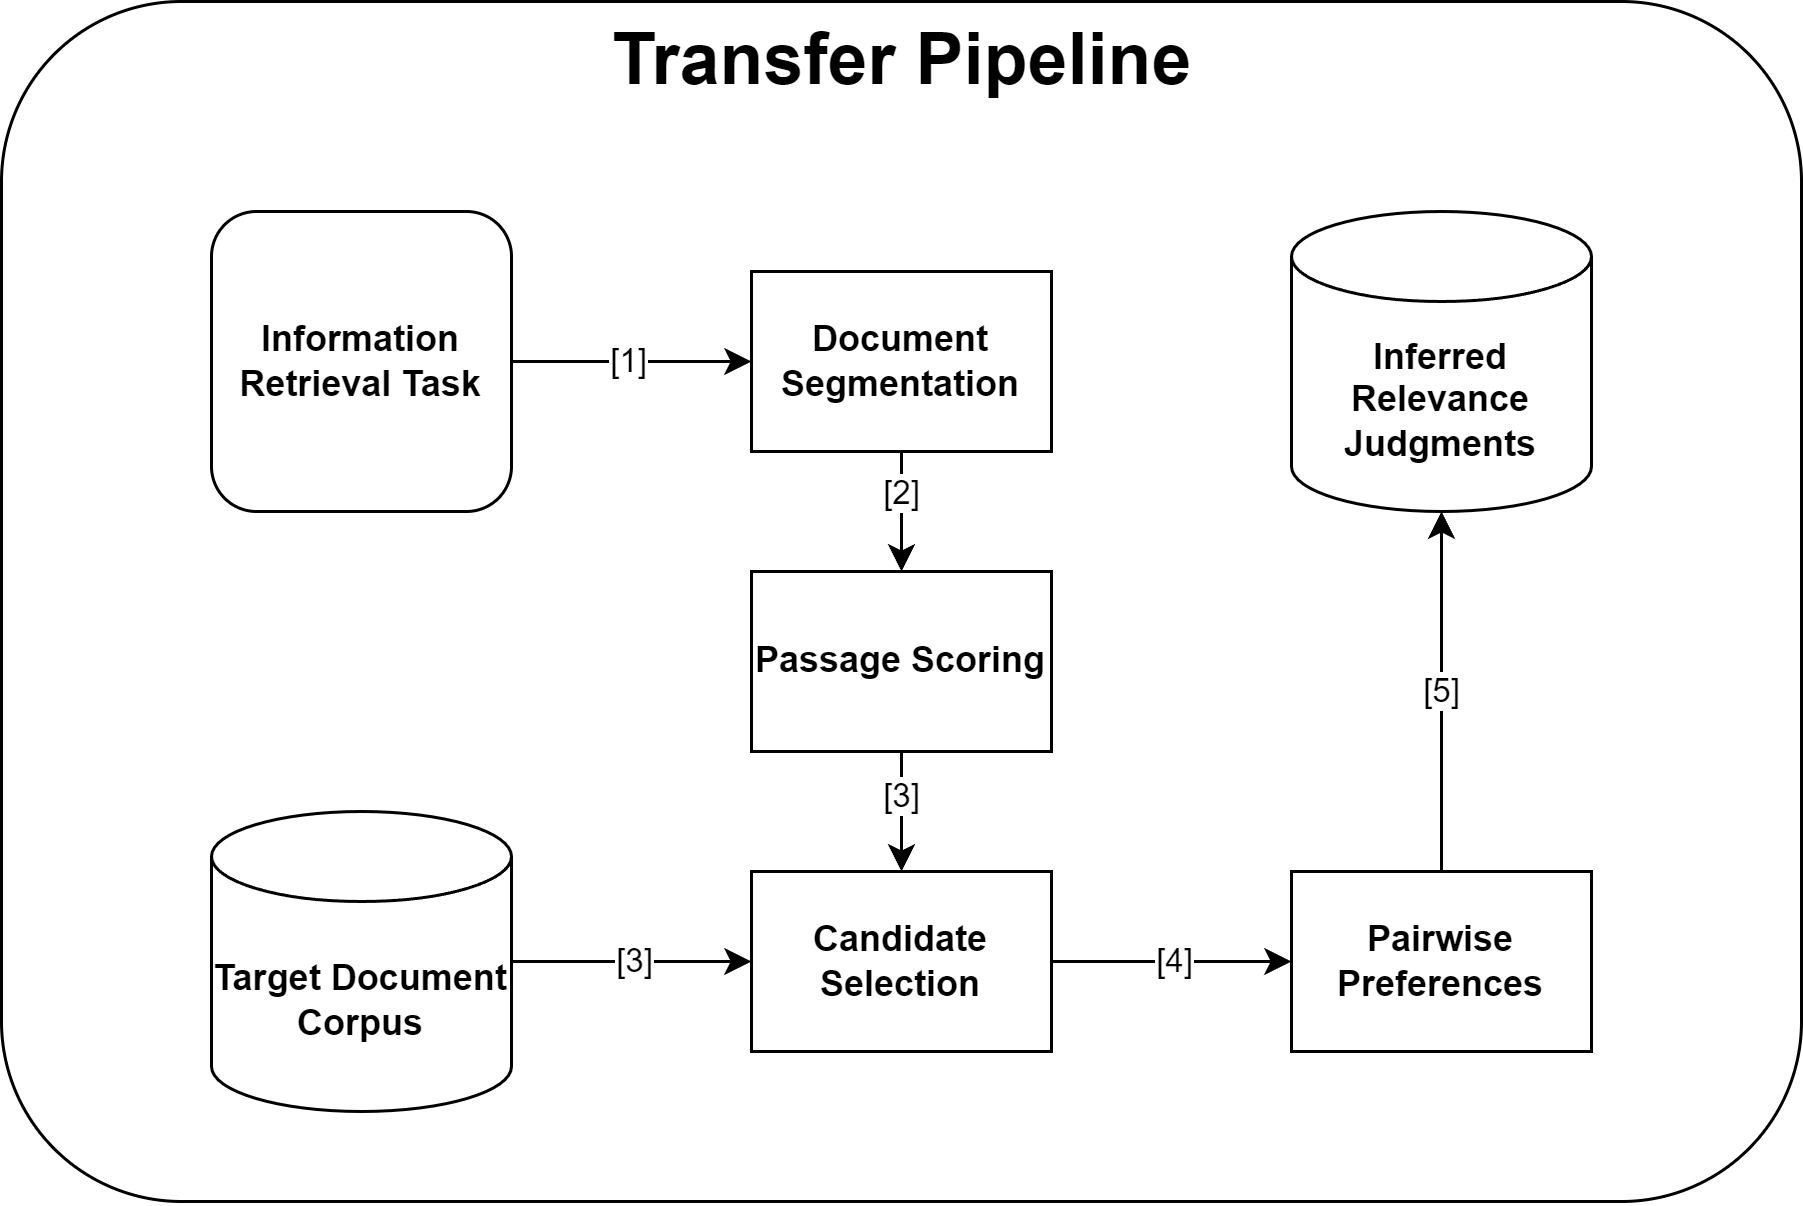 Transfer Pipeline
Information
Retrieval Task
[1]
Document
Segmentation
[2]
Passage Scoring
[3]
Target Document
Corpus
[3]
Candidate
Selection
[4]
Pairwise
Preferences
[5]
Inferred
Relevance
Judgments